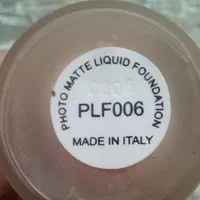 PHOTO MATTE LIQUID FOUNDATION
PLF006
MADE IN ITALY